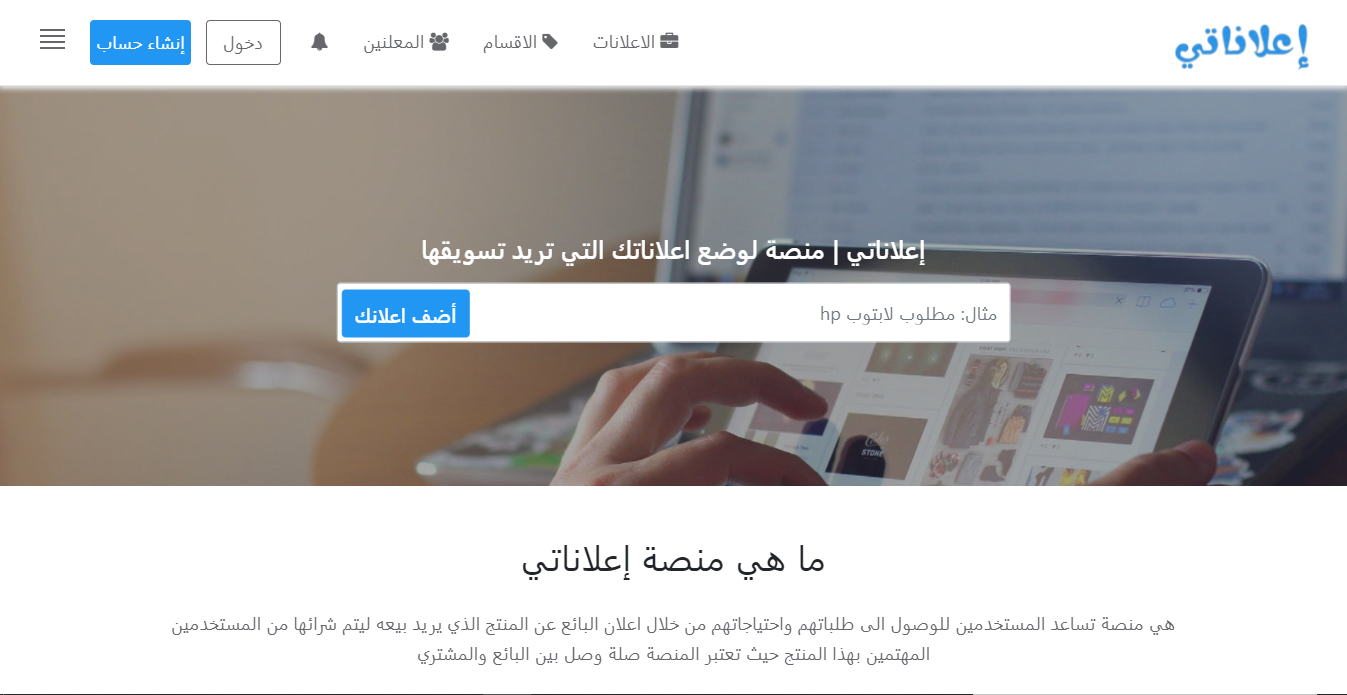 إعلاناتي
الاعلانات
الاقسام
المعلنين
دخول
إنشاء حساب
إعلاناتي | منصة لوضع اعلاناتك التي تريد تسويقها
مثال: مطلوب لابتوب hp
أضف اعلانك
STONE
ما هي منصة إعلاناتي
هي منصة تساعد المستخدمين للوصول الى طلباتهم واحتياجاتهم من خلال اعلان البائع عن المنتج الذي يريد بيعه ليتم شرائها من المستخدمين
المهتمين بهذا المنتج حيث تعتبر المنصة صلة وصل بين البائع والمشتري